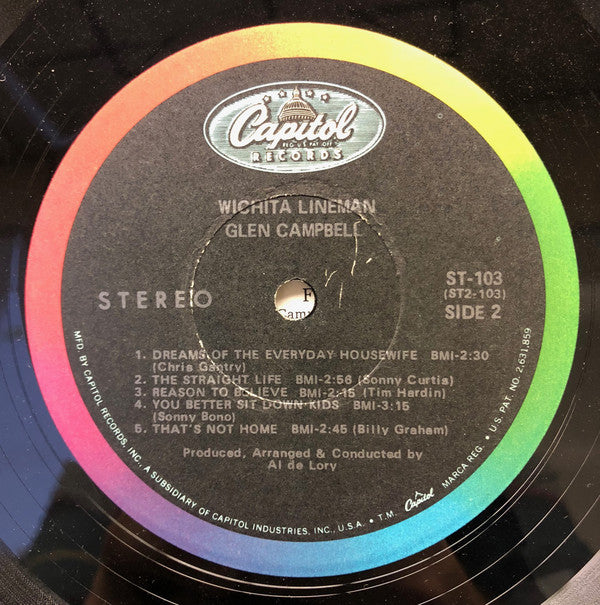 Capitol
REG. U.S. PAT. OFF.
RECORDS
WICHITA LINEMAN
GLEN CAMPBELL
STEREO
ST-103
(ST2-103)
SIDE 2
F
Cam
1. DREAMS OF THE EVERYDAY HOUSEWIFE BMI-2:30
(Chris Gantry)
2. THE STRAIGHT LIFE BMI-2:56 (Sonny Curtis)
3. REASON TO BELIEVE BMI-2:15 (Tim Hardin)
4. YOU BETTER SIT DOWN KIDS BMI-3:15
(Sonny Bono)
5. THAT'S NOT HOME BMI-2:45 (Billy Graham)
Produced, Arranged & Conducted by
Al de Lory
MFD. BY CAPITOL RECORDS, INC., A SUBSIDIARY OF CAPITOL INDUSTRIES, INC., U.S.A. • T.M. Capitol MARCA REG. • U.S. PAT. NO. 2,631,859